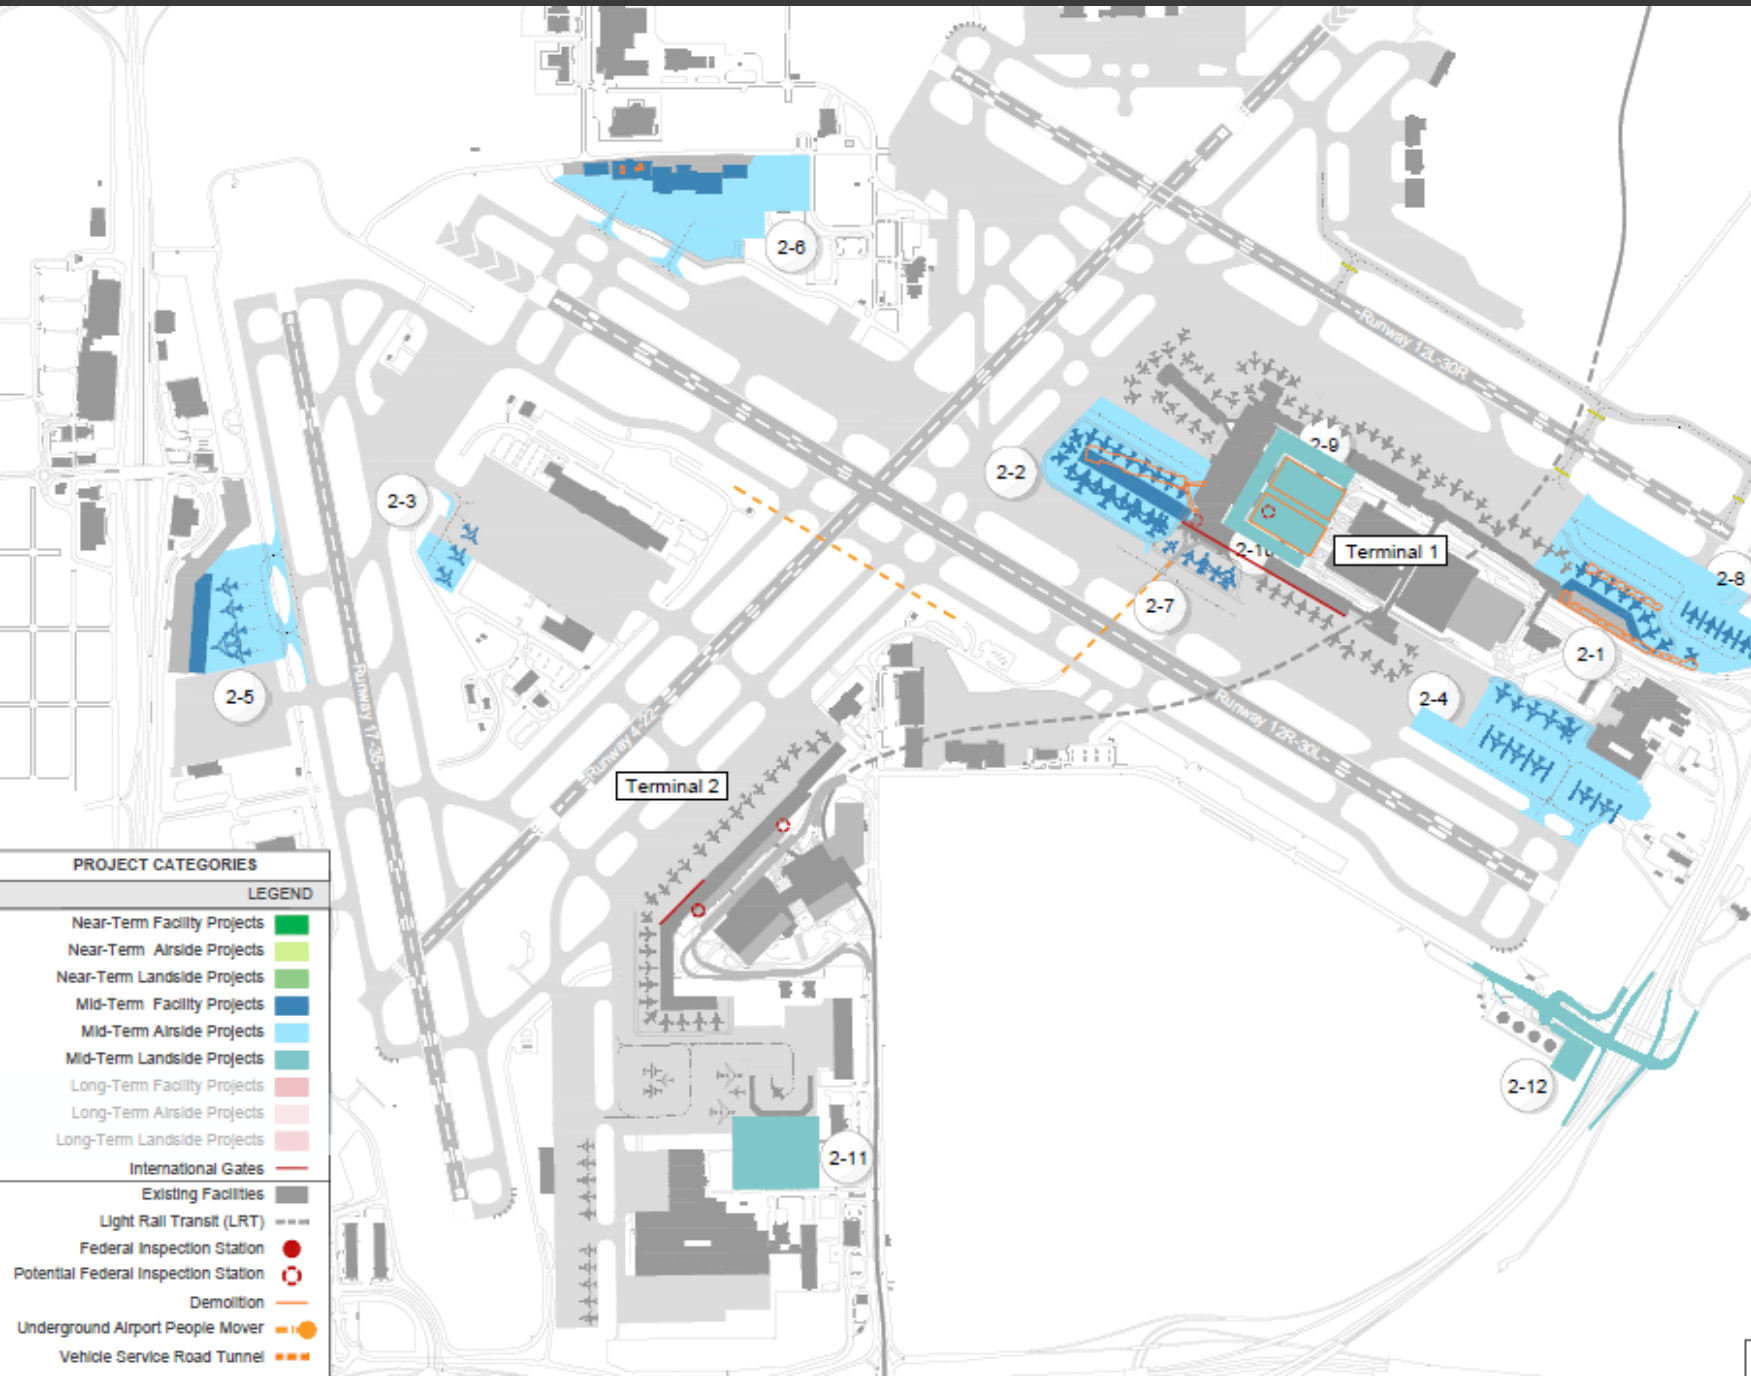 2-6
Runway 12L-30R
2-9
2-2
2-3
2-10
Terminal 1
2-8
2-7
2-1
2-5
2-4
Runway 17-35
Runway 4-22
Runway 12R-30L
Terminal 2
PROJECT CATEGORIES
LEGEND
Near-Term Facility Projects
Near-Term Airside Projects
Near-Term Landside Projects
Mid-Term Facility Projects
Mid-Term Airside Projects
Mid-Term Landside Projects
Long-Term Facility Projects
Long-Term Airside Projects
Long-Term Landside Projects
International Gates
Existing Facilities
Light Rail Transit (LRT)
Federal Inspection Station
Potential Federal Inspection Station
Demolition
Underground Airport People Mover
Vehicle Service Road Tunnel
2-12
2-11